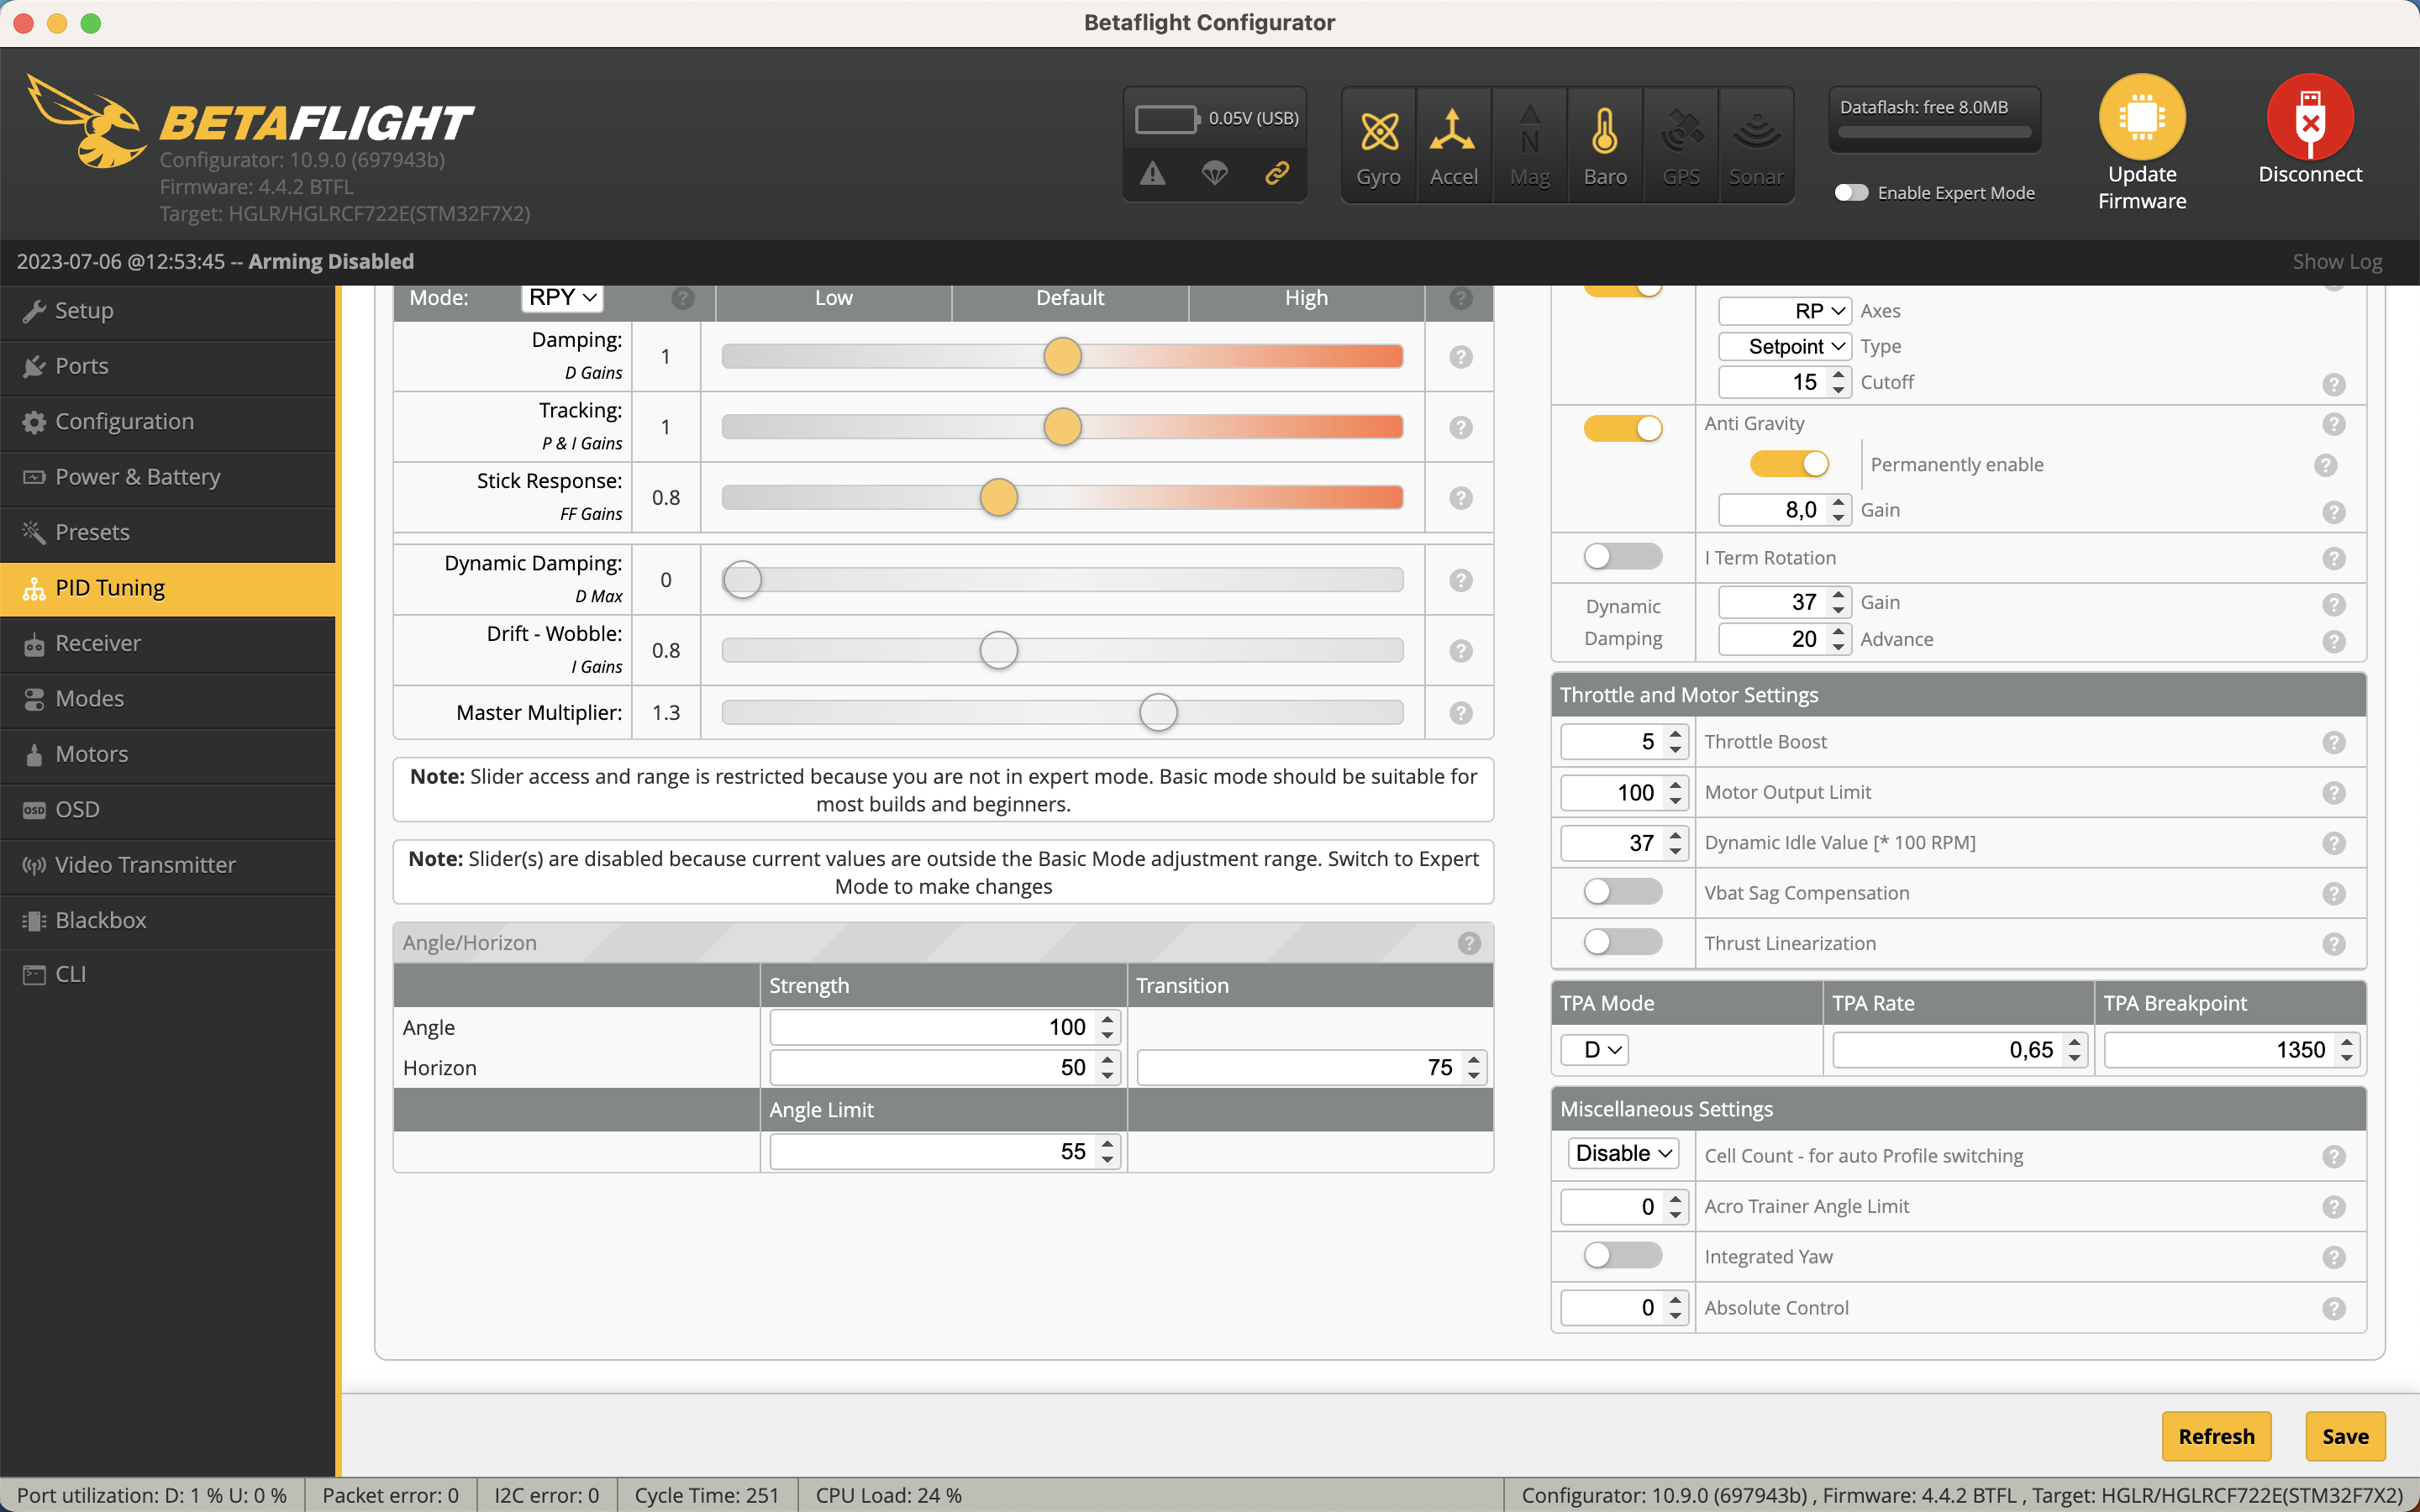 Betaflight Configurator
BETAFLIGHT
Configurator: 10.9.0 (697943b)
Firmware: 4.4.2 BTFL
Target: HGLR/HGLRCF722E(STM32F7X2)
0.05V (USB)
Gyro
Accel
N
Mag
Baro
GPS
Sonar
Dataflash: free 8.0MB
Enable Expert Mode
Update
Firmware
Disconnect
2023-07-06 @12:53:45 -- Arming Disabled
Show Log
Setup
Ports
Configuration
Power & Battery
Presets
PID Tuning
Receiver
Modes
Motors
OSD
OSD
Video Transmitter
Blackbox
CLI
Mode: RPY ? Low Default High ?
Damping:
D Gains
1 ?
Tracking:
P & I Gains
1 ?
Stick Response:
FF Gains
0.8 ?
Dynamic Damping:
D Max
0 ?
Drift - Wobble:
I Gains
0.8 ?
Master Multiplier: 1.3 ?
Note: Slider access and range is restricted because you are not in expert mode. Basic mode should be suitable for
most builds and beginners.
Note: Slider(s) are disabled because current values are outside the Basic Mode adjustment range. Switch to Expert
Mode to make changes
Angle/Horizon ?
Strength Transition
Angle 100
Horizon 50 75
Angle Limit
55
RP Axes
Setpoint Type
15 Cutoff ?
Anti Gravity ?
Permanently enable ?
8,0 Gain ?
I Term Rotation ?
Dynamic
Damping
37 Gain ?
20 Advance ?
Throttle and Motor Settings
5 Throttle Boost ?
100 Motor Output Limit ?
37 Dynamic Idle Value [* 100 RPM] ?
Vbat Sag Compensation ?
Thrust Linearization ?
TPA Mode TPA Rate TPA Breakpoint
D 0,65 1350
Miscellaneous Settings
Disable Cell Count - for auto Profile switching ?
0 Acro Trainer Angle Limit ?
Integrated Yaw ?
0 Absolute Control ?
Refresh Save
Port utilization: D: 1 % U: 0 % Packet error: 0 I2C error: 0 Cycle Time: 251 CPU Load: 24 % Configurator: 10.9.0 (697943b) , Firmware: 4.4.2 BTFL , Target: HGLR/HGLRCF722E(STM32F7X2)